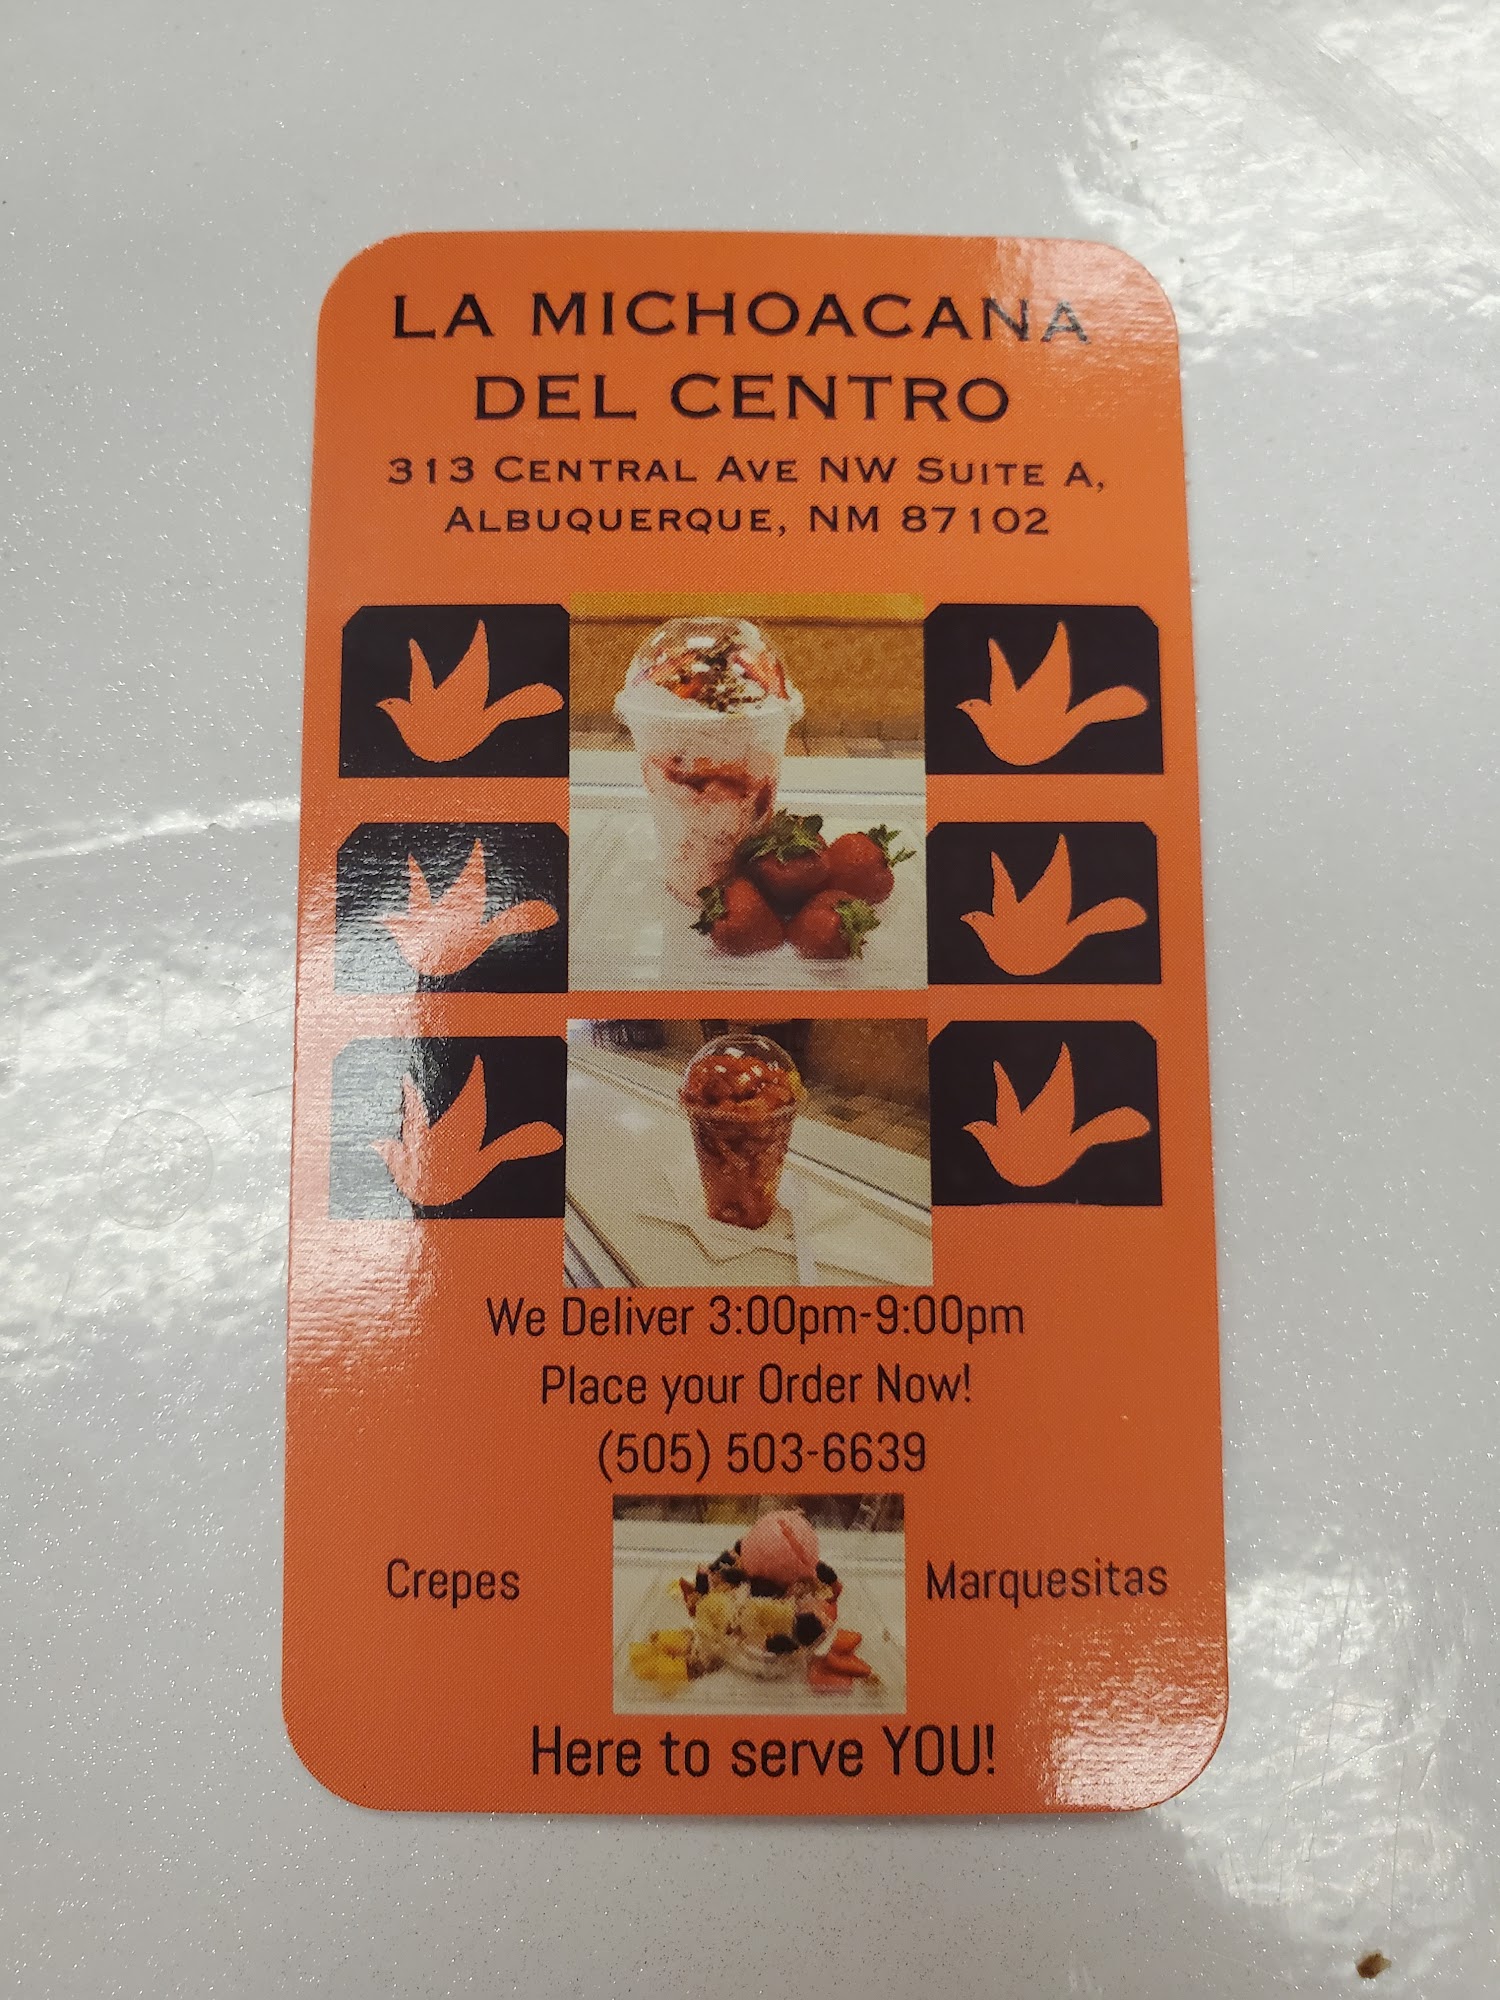 LA MICHOACANA
DEL CENTRO
313 CENTRAL AVE NW SUITE A,
ALBUQUERQUE, NM 87102
We Deliver 3:00pm-9:00pm
Place your Order Now!
(505) 503-6639
Crepes
Marquesitas
Here to serve YOU!